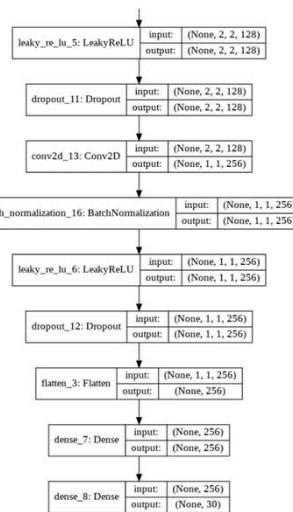 leaky_re_lu_5: LeakyReLU input: (None, 2, 2, 128)
output: (None, 2, 2, 128)
dropout_11: Dropout input: (None, 2, 2, 128)
output: (None, 2, 2, 128)
conv2d_13: Conv2D input: (None, 2, 2, 128)
output: (None, 1, 1, 256)
h_normalization_16: BatchNormalization input: (None, 1, 1, 256
output: (None, 1, 1, 256
leaky_re_lu_6: LeakyReLU input: (None, 1, 1, 256)
output: (None, 1, 1, 256)
dropout_12: Dropout input: (None, 1, 1, 256)
output: (None, 1, 1, 256)
flatten_3: Flatten input: (None, 1, 1, 256)
output: (None, 256)
dense_7: Dense input: (None, 256)
output: (None, 256)
dense_8: Dense input: (None, 256)
output: (None, 30)